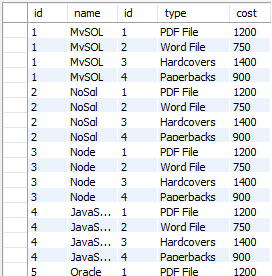 id name id type cost
1 MySQL 1 PDF File 1200
1 MySQL 2 Word File 750
1 MySQL 3 Hardcovers 1400
1 MySQL 4 Paperbacks 900
2 NoSql 1 PDF File 1200
2 NoSql 2 Word File 750
2 NoSql 3 Hardcovers 1400
2 NoSql 4 Paperbacks 900
3 Node 1 PDF File 1200
3 Node 2 Word File 750
3 Node 3 Hardcovers 1400
3 Node 4 Paperbacks 900
4 JavaS... 1 PDF File 1200
4 JavaS... 2 Word File 750
4 JavaS... 3 Hardcovers 1400
4 JavaS... 4 Paperbacks 900
5 Oracle 1 PDF File 1200